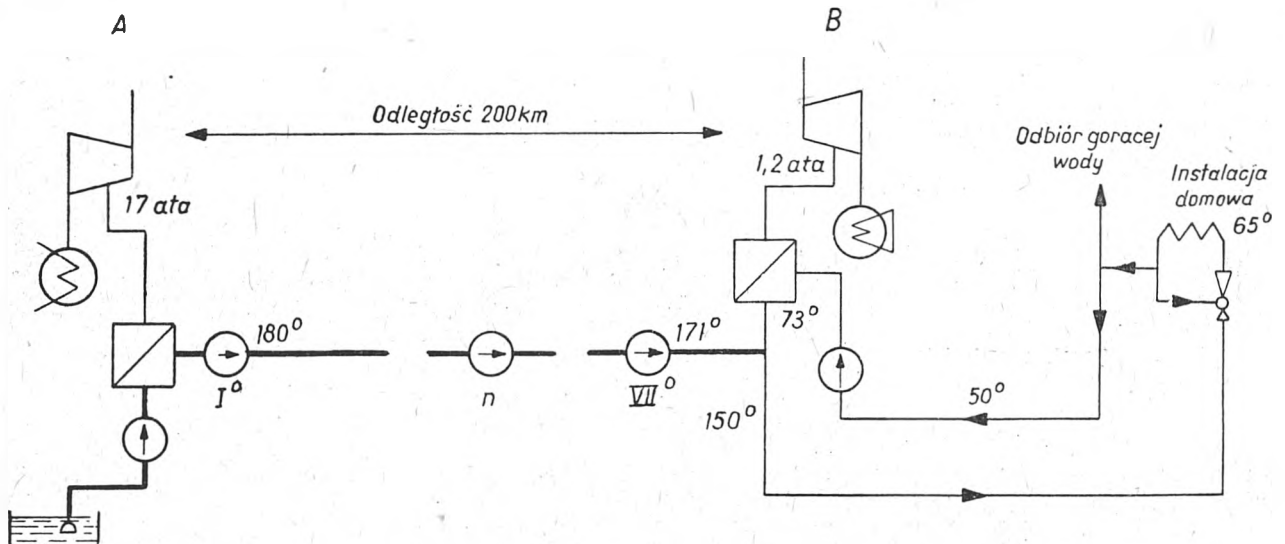 A
B
Odległość 200km
17 ata
1,2 ata
Odbiór goracej
wody
Instalacja
domowa
65°
180°
I°
n
171°
VII°
73°
150°
50°